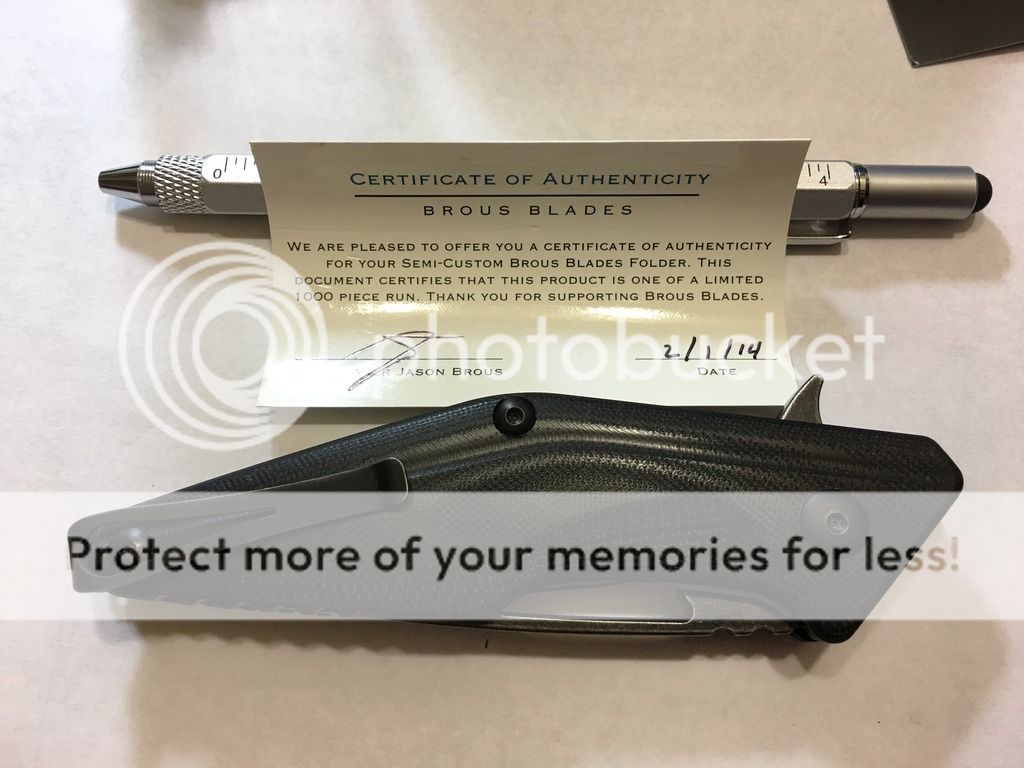 0
4
CERTIFICATE OF AUTHENTICITY
BROUS BLADES
WE ARE PLEASED TO OFFER YOU A CERTIFICATE OF AUTHENTICITY
FOR YOUR SEMI-CUSTOM BROUS BLADES FOLDER. THIS
DOCUMENT CERTIFIES THAT THIS PRODUCT IS ONE OF A LIMITED
1000 PIECE RUN. THANK YOU FOR SUPPORTING BROUS BLADES.
photobucket
2/1/14
JASON BROUS
DATE
Protect more of your memories for less!